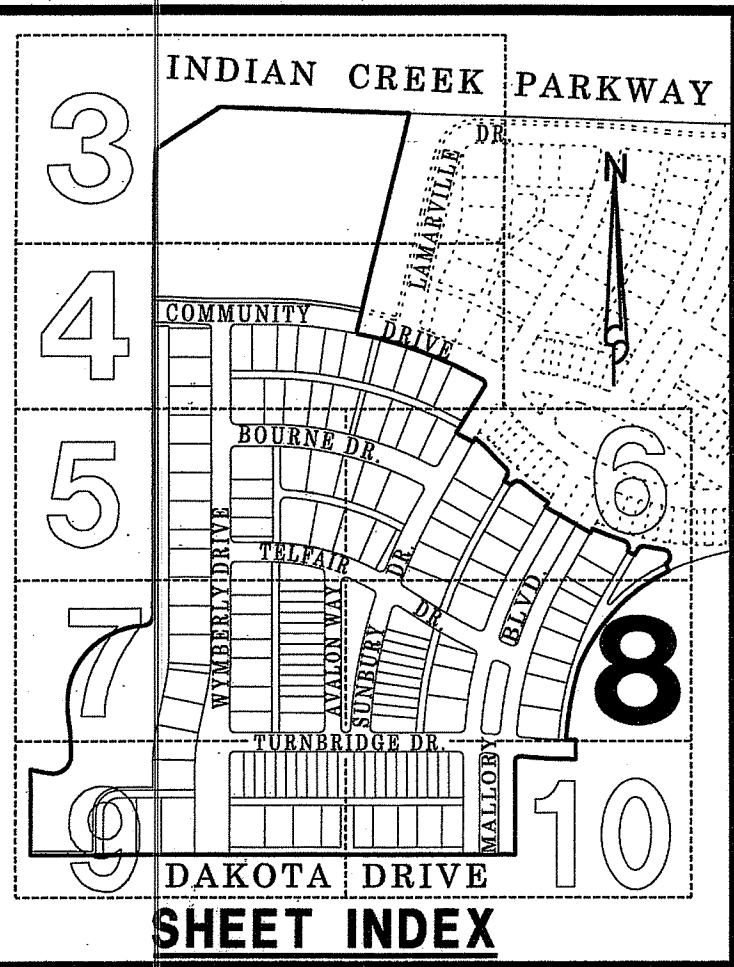 INDIAN CREEK PARKWAY
3
DR.
N
LAMARVILLE
4
COMMUNITY
DRIVE
BOURNE DR.
5
6
WYMBERLY DRIVE
TELFAIR
DR.
AVALON WAY
SUNBURY
DR.
BLVD.
7
8
TURNBRIDGE DR.
MALLORY
9
10
DAKOTA DRIVE
SHEET INDEX